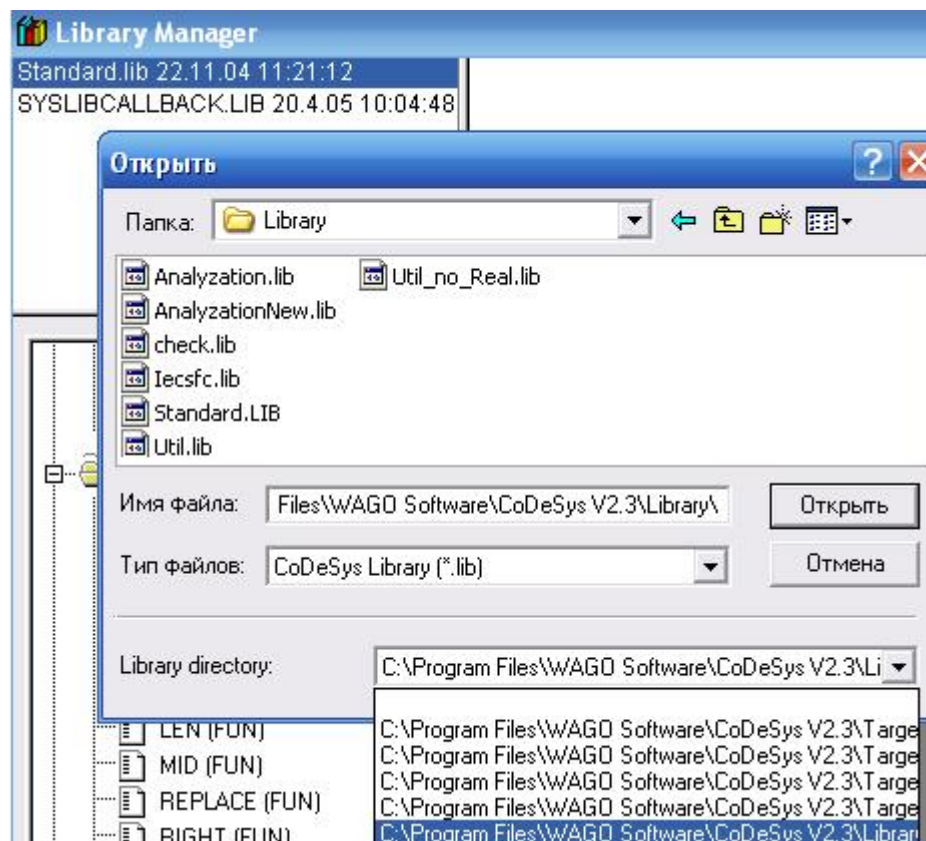 Library Manager
Standard.lib 22.11.04 11:21:12
SYSLIBCALLBACK.LIB 20.4.05 10:04:48
Открыть
Папка: Library
Analyzation.lib Util_no_Real.lib
AnalyzationNew.lib
check.lib
Iecsfc.lib
Standard.LIB
Util.lib
Имя файла: Files\WAGO Software\CoDeSys V2.3\Library\ Открыть
Тип файлов: CoDeSys Library (*.lib) Отмена
Library directory: C:\Program Files\WAGO Software\CoDeSys V2.3\Li
LEN (FUN) C:\Program Files\WAGO Software\CoDeSys V2.3\Targe
C:\Program Files\WAGO Software\CoDeSys V2.3\Targe
MID (FUN) C:\Program Files\WAGO Software\CoDeSys V2.3\Targe
REPLACE (FUN) C:\Program Files\WAGO Software\CoDeSys V2.3\Targe
RIGHT (FUN) C:\Program Files\WAGO Software\CoDeSys V2.3\Librar